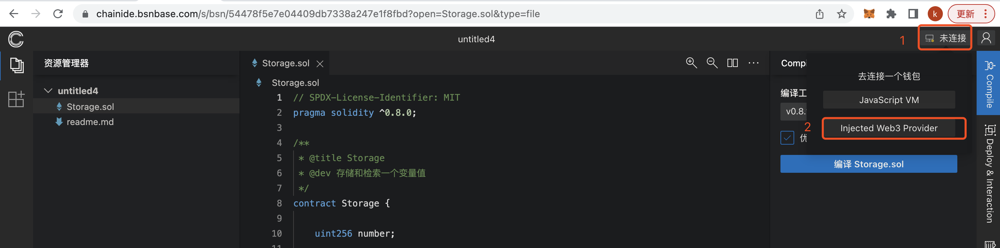 chainide.bsnbase.com/s/bsn/54478f5e7e04409db7338a247e1f8fbd?open=Storage.sol&type=file
k
更新
untitled4
1
未连接
资源管理器
untitled4
Storage.sol
readme.md
Storage.sol
Storage.sol
1 // SPDX-License-Identifier: MIT
2 pragma solidity ^0.8.0;
3
4 /**
5 * @title Storage
6 * @dev 存储和检索一个变量值
7 */
8 contract Storage {
9
10 uint256 number;
11
Compi
去连接一个钱包
编译工
JavaScript VM
v0.8.
2
Injected Web3 Provider
优
编译 Storage.sol
Compile
Deploy & Interaction